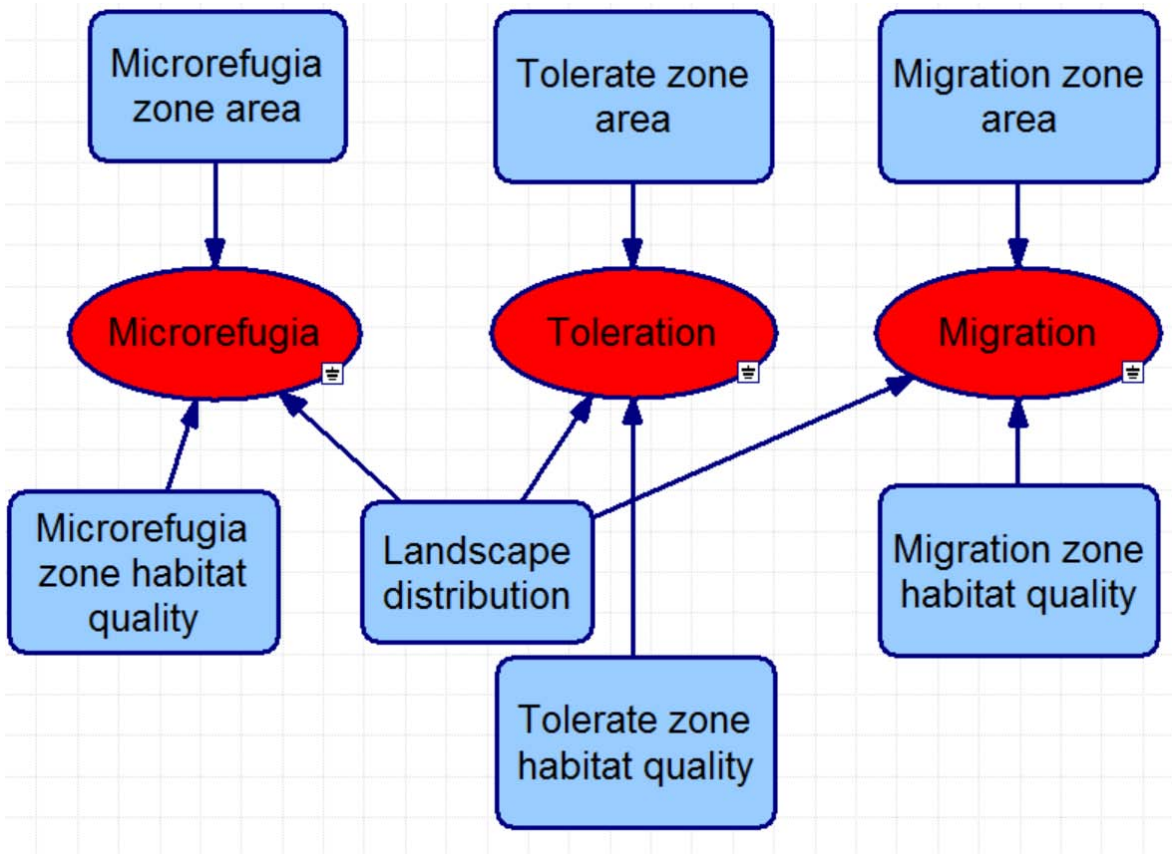 Microrefugia
zone area
Tolerate zone
area
Migration zone
area
Microrefugia
Toleration
Migration
Microrefugia
zone habitat
quality
Landscape
distribution
Migration zone
habitat quality
Tolerate zone
habitat quality